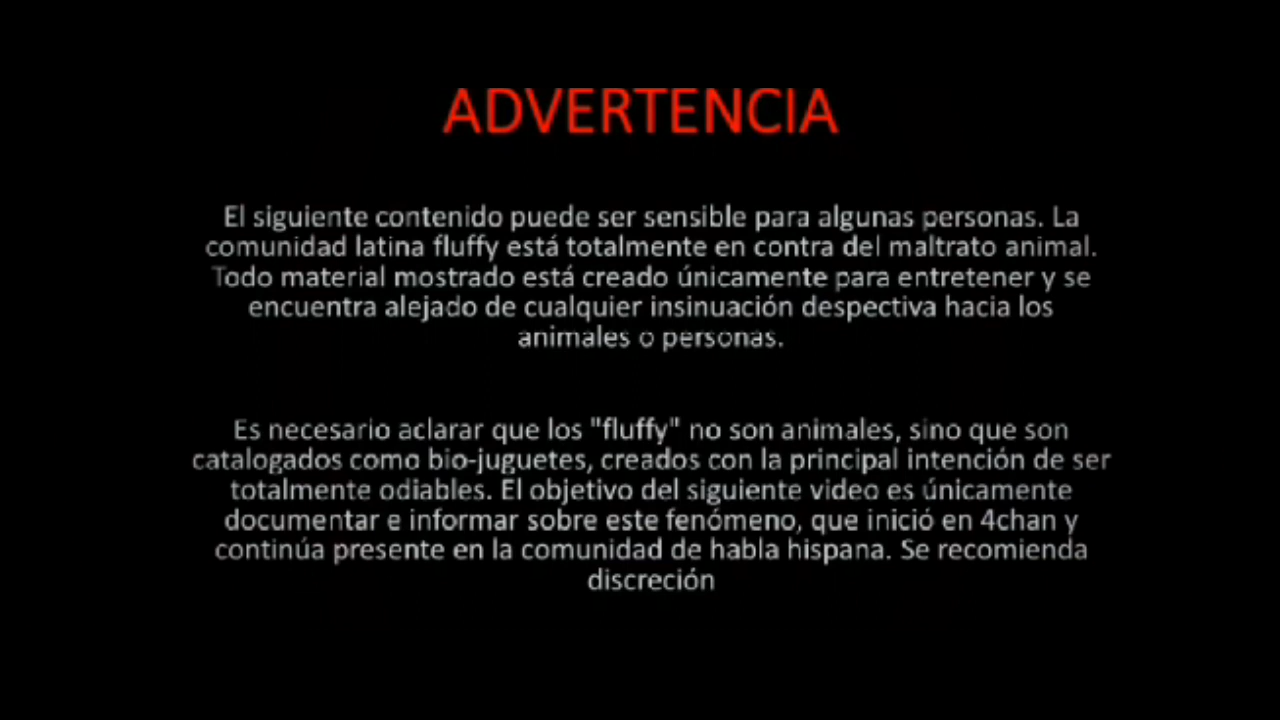 ADVERTENCIA
El siguiente contenido puede ser sensible para algunas personas. La
comunidad latina fluffy está totalmente en contra del maltrato animal.
Todo material mostrado está creado únicamente para entretener y se
encuentra alejado de cualquier insinuación despectiva hacia los
animales o personas.
Es necesario aclarar que los "fluffy" no son animales, sino que son
catalogados como bio-juguetes, creados con la principal intención de ser
totalmente odiables. El objetivo del siguiente video es únicamente
documentar e informar sobre este fenómeno, que inició en 4chan y
continúa presente en la comunidad de habla hispana. Se recomienda
discreción